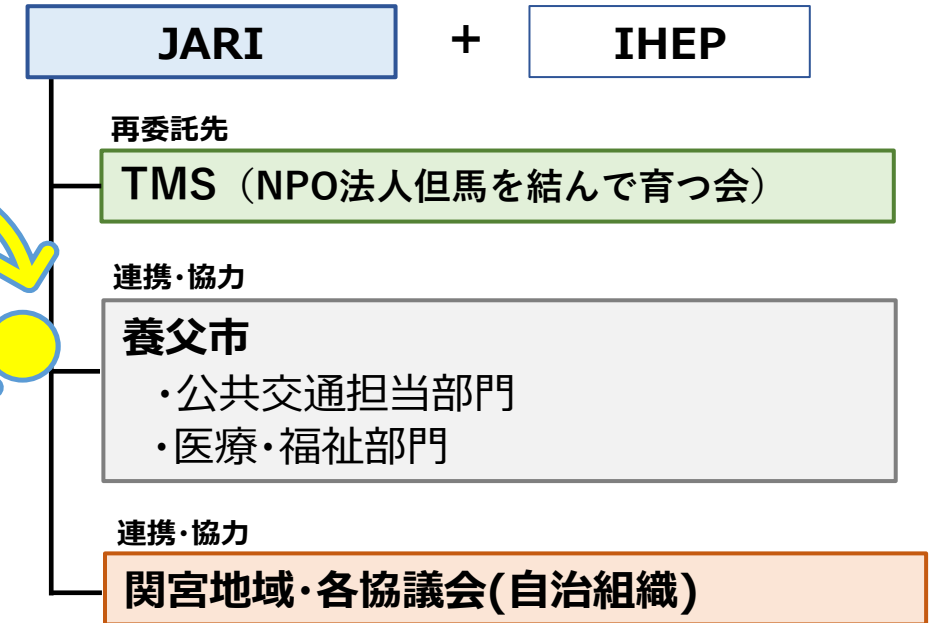 JARI + IHEP
再委託先
TMS（NPO法人但馬を結んで育つ会）
連携・協力
養父市
・公共交通担当部門
・医療・福祉部門
連携・協力
関宮地域・各協議会(自治組織)